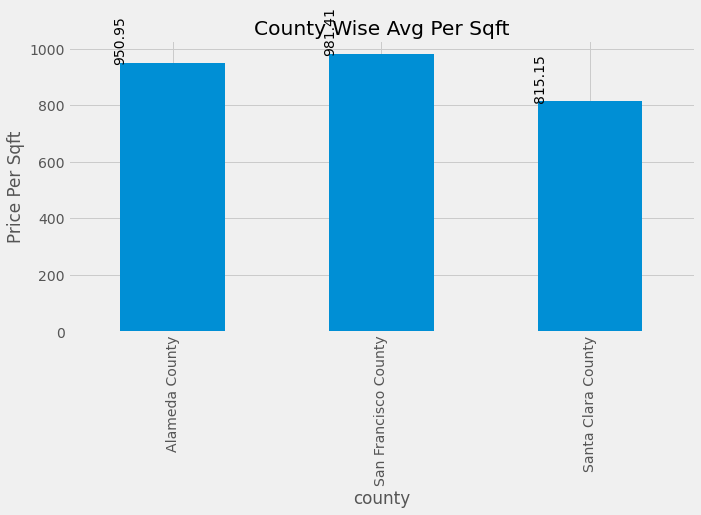 County Wise Avg Per Sqft
950.95
981.41
815.15
Price Per Sqft
1000
800
600
400
200
0
Alameda County
San Francisco County
Santa Clara County
county